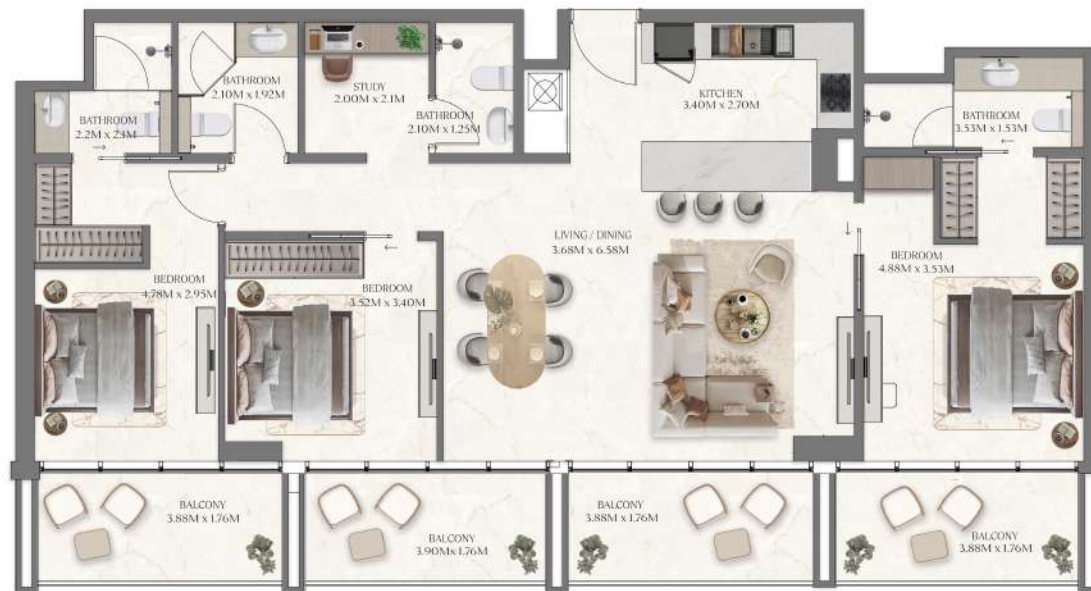 BATHROOM
2.2M x 2.1M
BATHROOM
2.10M x 1.92M
STUDY
2.00M x 2.1M
BATHROOM
2.10M x 1.25M
KITCHEN
3.40M x 2.70M
BATHROOM
3.53M x 1.53M
BEDROOM
4.78M x 2.95M
BEDROOM
3.52M x 3.40M
LIVING / DINING
3.68M x 6.58M
BEDROOM
4.88M x 3.53M
BALCONY
3.88M x 1.76M
BALCONY
3.90M x 1.76M
BALCONY
3.88M x 1.76M
BALCONY
3.88M x 1.76M